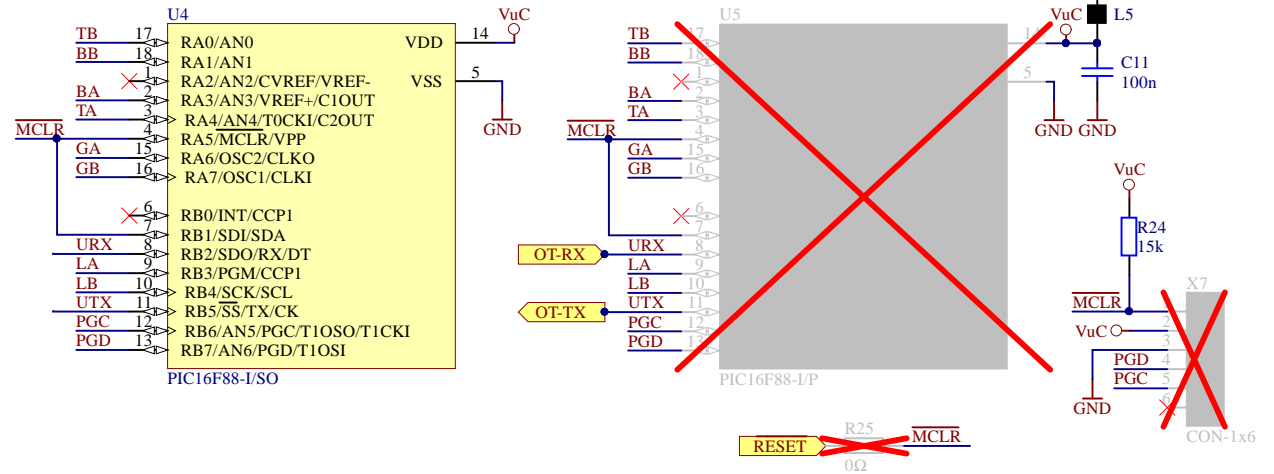 U4
TB 17 RA0/AN0 VDD 14 VuC
BB 18 RA1/AN1
1 RA2/AN2/CVREF/VREF- VSS 5
BA 2 RA3/AN3/VREF+/C1OUT
TA 3 RA4/AN4/T0CKI/C2OUT
MCLR 4 RA5/MCLR/VPP GND
GA 15 RA6/OSC2/CLKO
GB 16 RA7/OSC1/CLKI
6 RB0/INT/CCP1
7 RB1/SDI/SDA
URX 8 RB2/SDO/RX/DT
LA 9 RB3/PGM/CCP1
LB 10 RB4/SCK/SCL
UTX 11 RB5/SS/TX/CK
PGC 12 RB6/AN5/PGC/T1OSO/T1CKI
PGD 13 RB7/AN6/PGD/T1OSI
PIC16F88-I/SO
U5
TB 17 14 VuC
BB 18
1 5
BA 2
TA 3
MCLR 4 GND
GA 15
GB 16
6
7
OT-RX URX 8
LA 9
LB 10
OT-TX UTX 11
PGC 12
PGD 13
PIC16F88-I/P
L5
C11
100n
GND
VuC
R24
15k
X7
MCLR
VuC 2
3
PGD 4
PGC 5
GND 6
CON-1x6
RESET R25 MCLR
0Ω